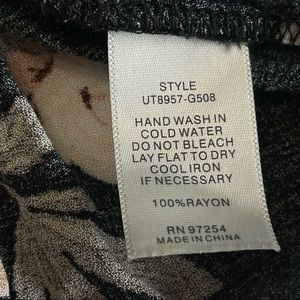 STYLE
UT8957-G508
HAND WASH IN
COLD WATER
DO NOT BLEACH
LAY FLAT TO DRY
COOL IRON
IF NECESSARY
100%RAYON
RN 97254
MADE IN CHINA